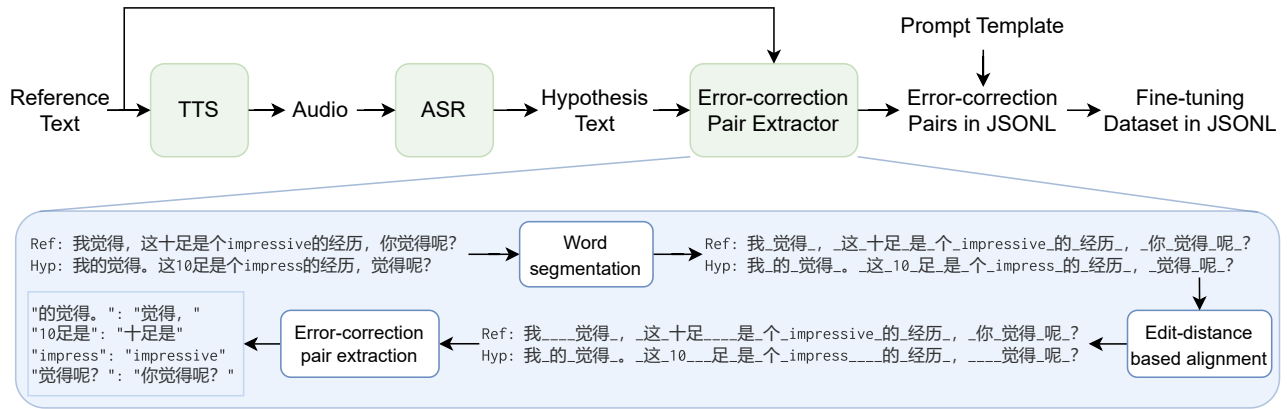 Prompt Template
Reference
Text
TTS
Audio
ASR
Hypothesis
Text
Error-correction
Pair Extractor
Error-correction
Pairs in JSONL
Fine-tuning
Dataset in JSONL
Ref: 我觉得，这十足是个impressive的经历，你觉得呢？
Hyp: 我的觉得。这10足是个impress的经历，觉得呢？
Word
segmentation
Ref: 我_觉得_，_这_十足_是_个_impressive_的_经历_，_你_觉得_呢_？
Hyp: 我_的_觉得_。_这_10_足_是_个_impress_的_经历_，_觉得_呢_？
"的觉得。": "觉得，"
"10足是": "十足是"
"impress": "impressive"
"觉得呢？": "你觉得呢？"
Error-correction
pair extraction
Ref: 我____觉得_，_这_十足____是_个_impressive_的_经历_，_你_觉得_呢_？
Hyp: 我_的_觉得_。_这_10___足_是_个_impress____的_经历_，____觉得_呢_？
Edit-distance
based alignment